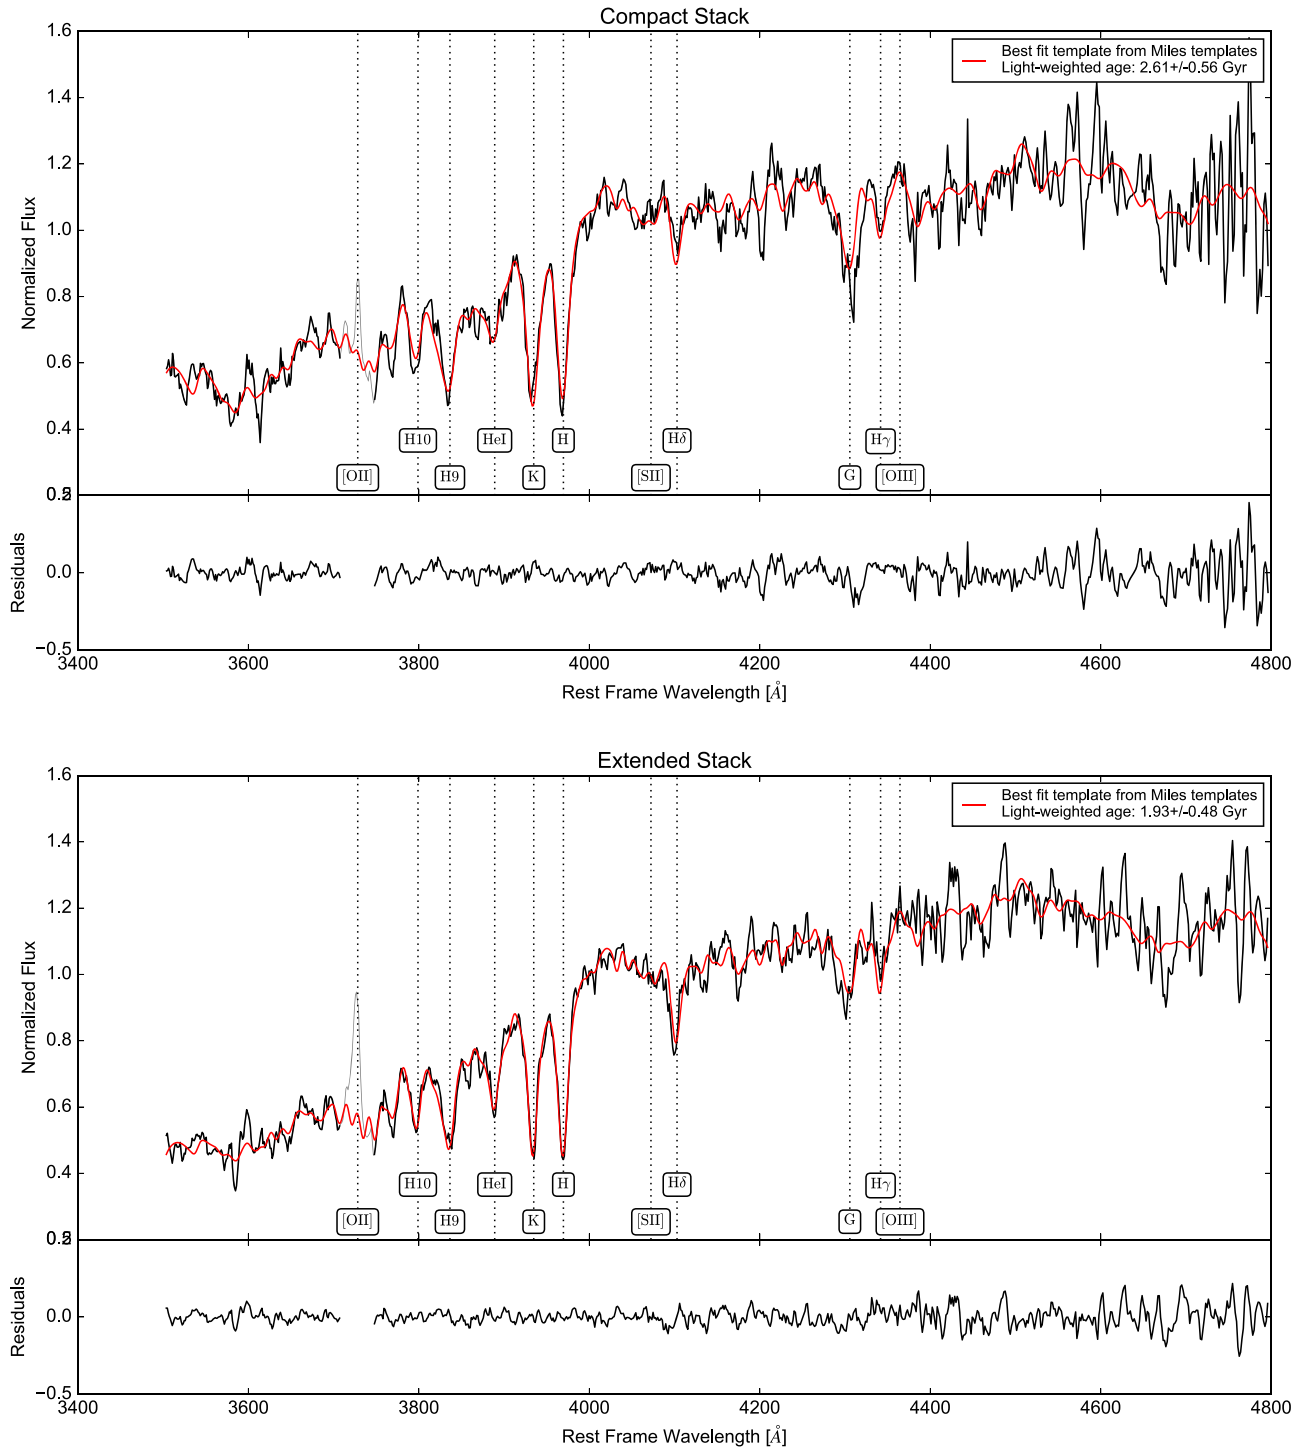 Compact Stack
1.6
1.4
1.2
1.0
0.8
0.6
0.4
0.2
Normalized Flux
Best fit template from Miles templates
Light-weighted age: 2.61+/-0.56 Gyr
H10
HeI
H
Hδ
Hγ
[OII]
H9
K
[SII]
G
[OIII]
0.5
0.0
−0.5
Residuals
3400
3600
3800
4000
4200
4400
4600
4800
Rest Frame Wavelength [Å]
Extended Stack
1.6
1.4
1.2
1.0
0.8
0.6
0.4
0.2
Normalized Flux
Best fit template from Miles templates
Light-weighted age: 1.93+/-0.48 Gyr
H10
HeI
H
Hδ
Hγ
[OII]
H9
K
[SII]
G
[OIII]
0.5
0.0
−0.5
Residuals
3400
3600
3800
4000
4200
4400
4600
4800
Rest Frame Wavelength [Å]